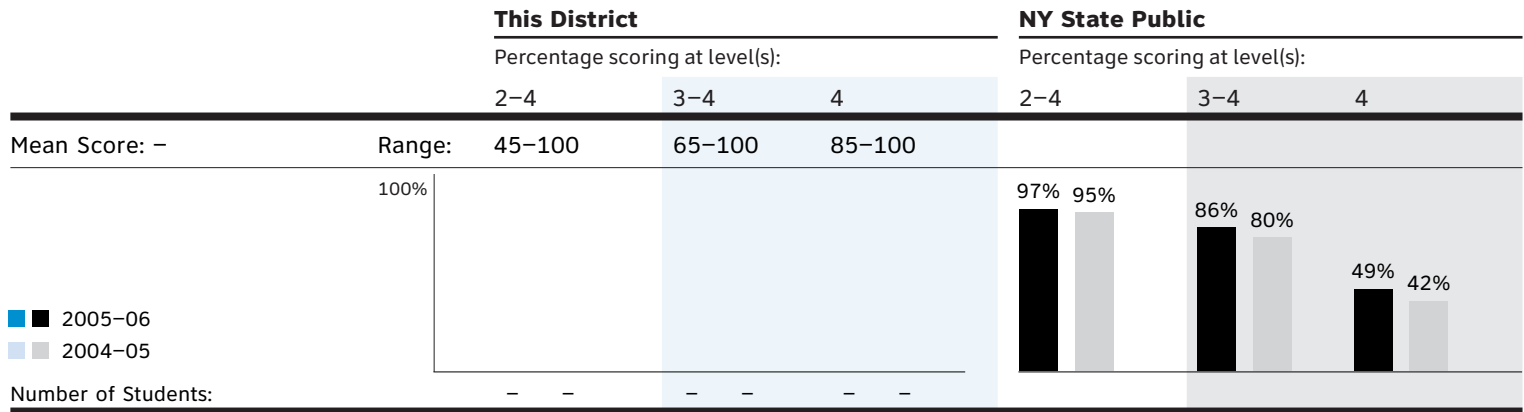 This District NY State Public
Percentage scoring at level(s): Percentage scoring at level(s):
2–4 3–4 4 2–4 3–4 4
Mean Score: – Range: 45–100 65–100 85–100
100%
97% 95% 86% 80% 49% 42%
2005–06
2004–05
Number of Students: – – – – – –